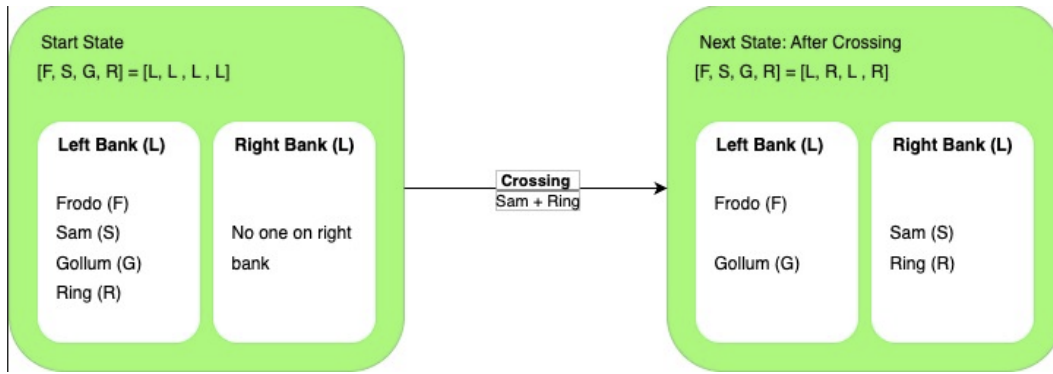 Start State
[F, S, G, R] = [L, L , L , L]
Left Bank (L)
Frodo (F)
Sam (S)
Gollum (G)
Ring (R)
Right Bank (L)
No one on right
bank
Crossing
Sam + Ring
Next State: After Crossing
[F, S, G, R] = [L, R, L , R]
Left Bank (L)
Frodo (F)
Gollum (G)
Right Bank (L)
Sam (S)
Ring (R)